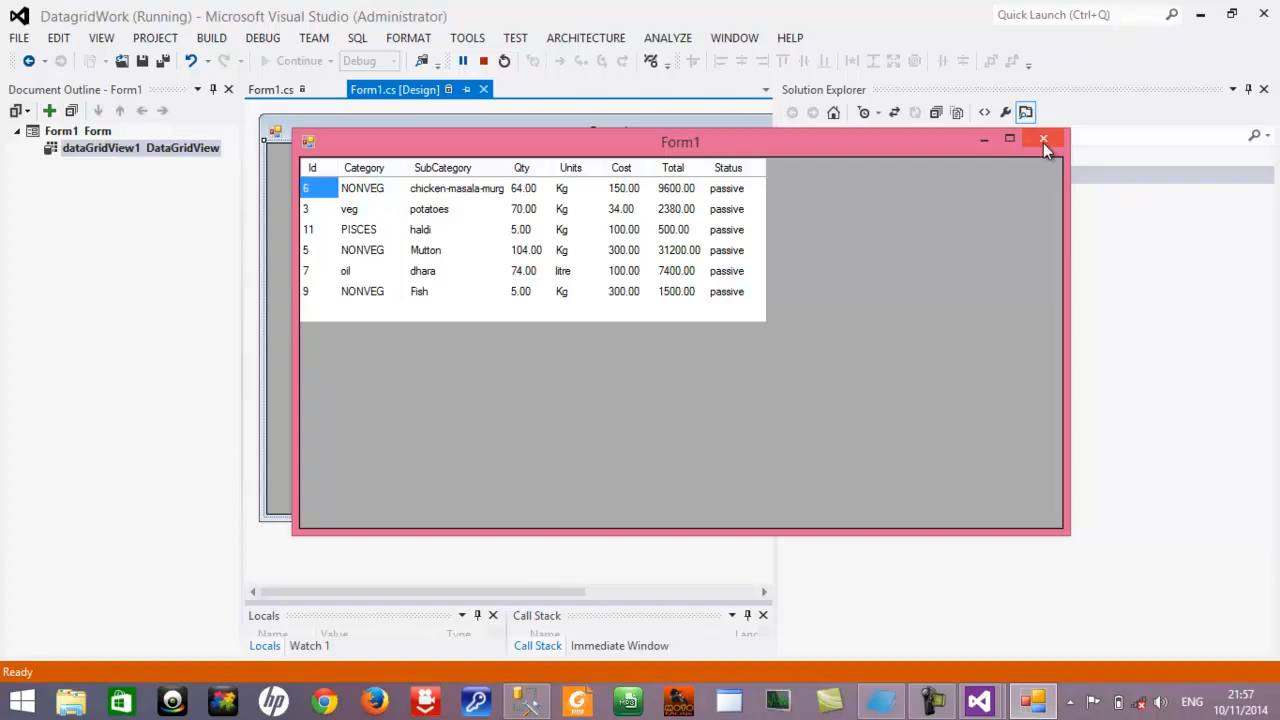 DatagridWork (Running) - Microsoft Visual Studio (Administrator)
Quick Launch (Ctrl+Q)
FILE EDIT VIEW PROJECT BUILD DEBUG TEAM SQL FORMAT TOOLS TEST ARCHITECTURE ANALYZE WINDOW HELP
Continue Debug
Document Outline - Form1
Form1.cs Form1.cs [Design]
Solution Explorer
Form1 Form
dataGridView1 DataGridView
Form1
Id Category SubCategory Qty Units Cost Total Status
6 NONVEG chicken-masala-murg 64.00 Kg 150.00 9600.00 passive
3 veg potatoes 70.00 Kg 34.00 2380.00 passive
11 PISCES haldi 5.00 Kg 100.00 500.00 passive
5 NONVEG Mutton 104.00 Kg 300.00 31200.00 passive
7 oil dhara 74.00 litre 100.00 7400.00 passive
9 NONVEG Fish 5.00 Kg 300.00 1500.00 passive
Locals
Call Stack
Name Value Type
Name
Locals Watch 1
Call Stack Immediate Window
Ready
ENG
21:57
10/11/2014